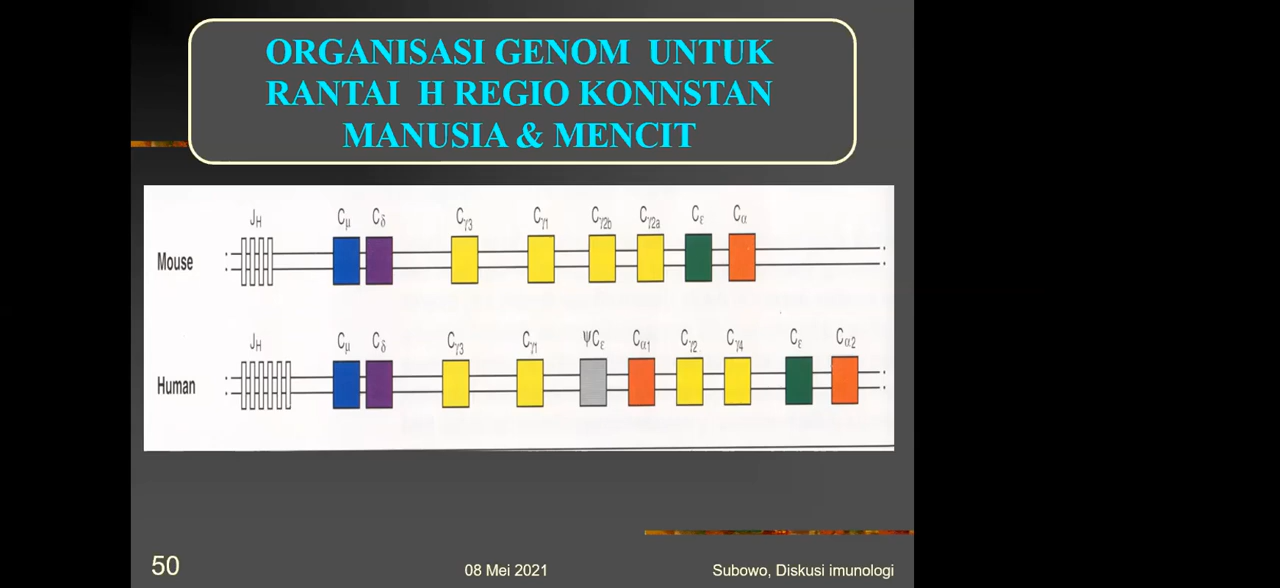 ORGANISASI GENOM UNTUK
RANTAI H REGIO KONNSTAN
MANUSIA & MENCIT
JH Cμ Cδ Cγ3 Cγ1 Cγ2b Cγ2a Cε Cα
Mouse
JH Cμ Cδ Cγ3 Cγ1 ΨCε Cα1 Cγ2 Cγ4 Cε Cα2
Human
50
08 Mei 2021
Subowo, Diskusi imunologi